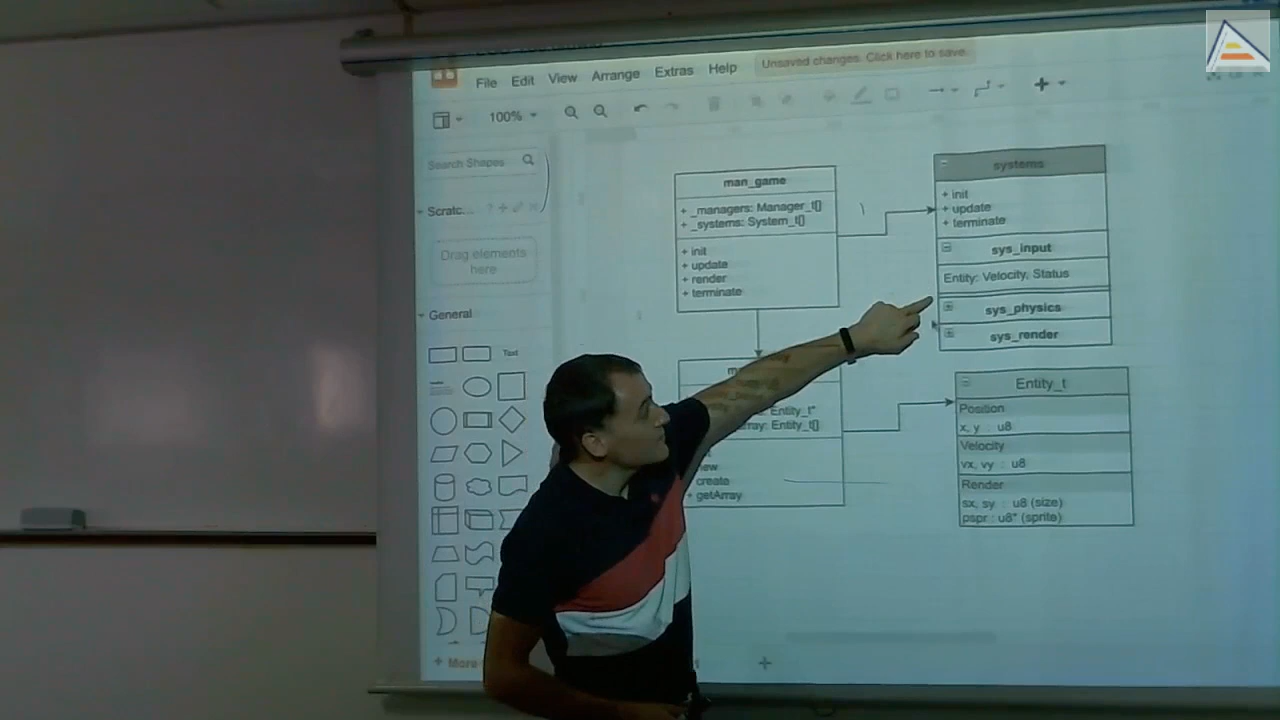 File Edit View Arrange Extras Help
Unsaved changes. Click here to save.
100%
Search Shapes
Scratc...
Drag elements
here
General
Text
+ More
man_game
+ _managers: Manager_t[]
+ _systems: System_t[]
+ init
+ update
+ render
+ terminate
Entity_t*
Entity_t[]
create
+ getArray
systems
+ init
+ update
+ terminate
sys_input
Entity: Velocity, Status
sys_physics
sys_render
Entity_t
Position
x, y : u8
Velocity
vx, vy : u8
Render
sx, sy : u8 (size)
pspr : u8* (sprite)